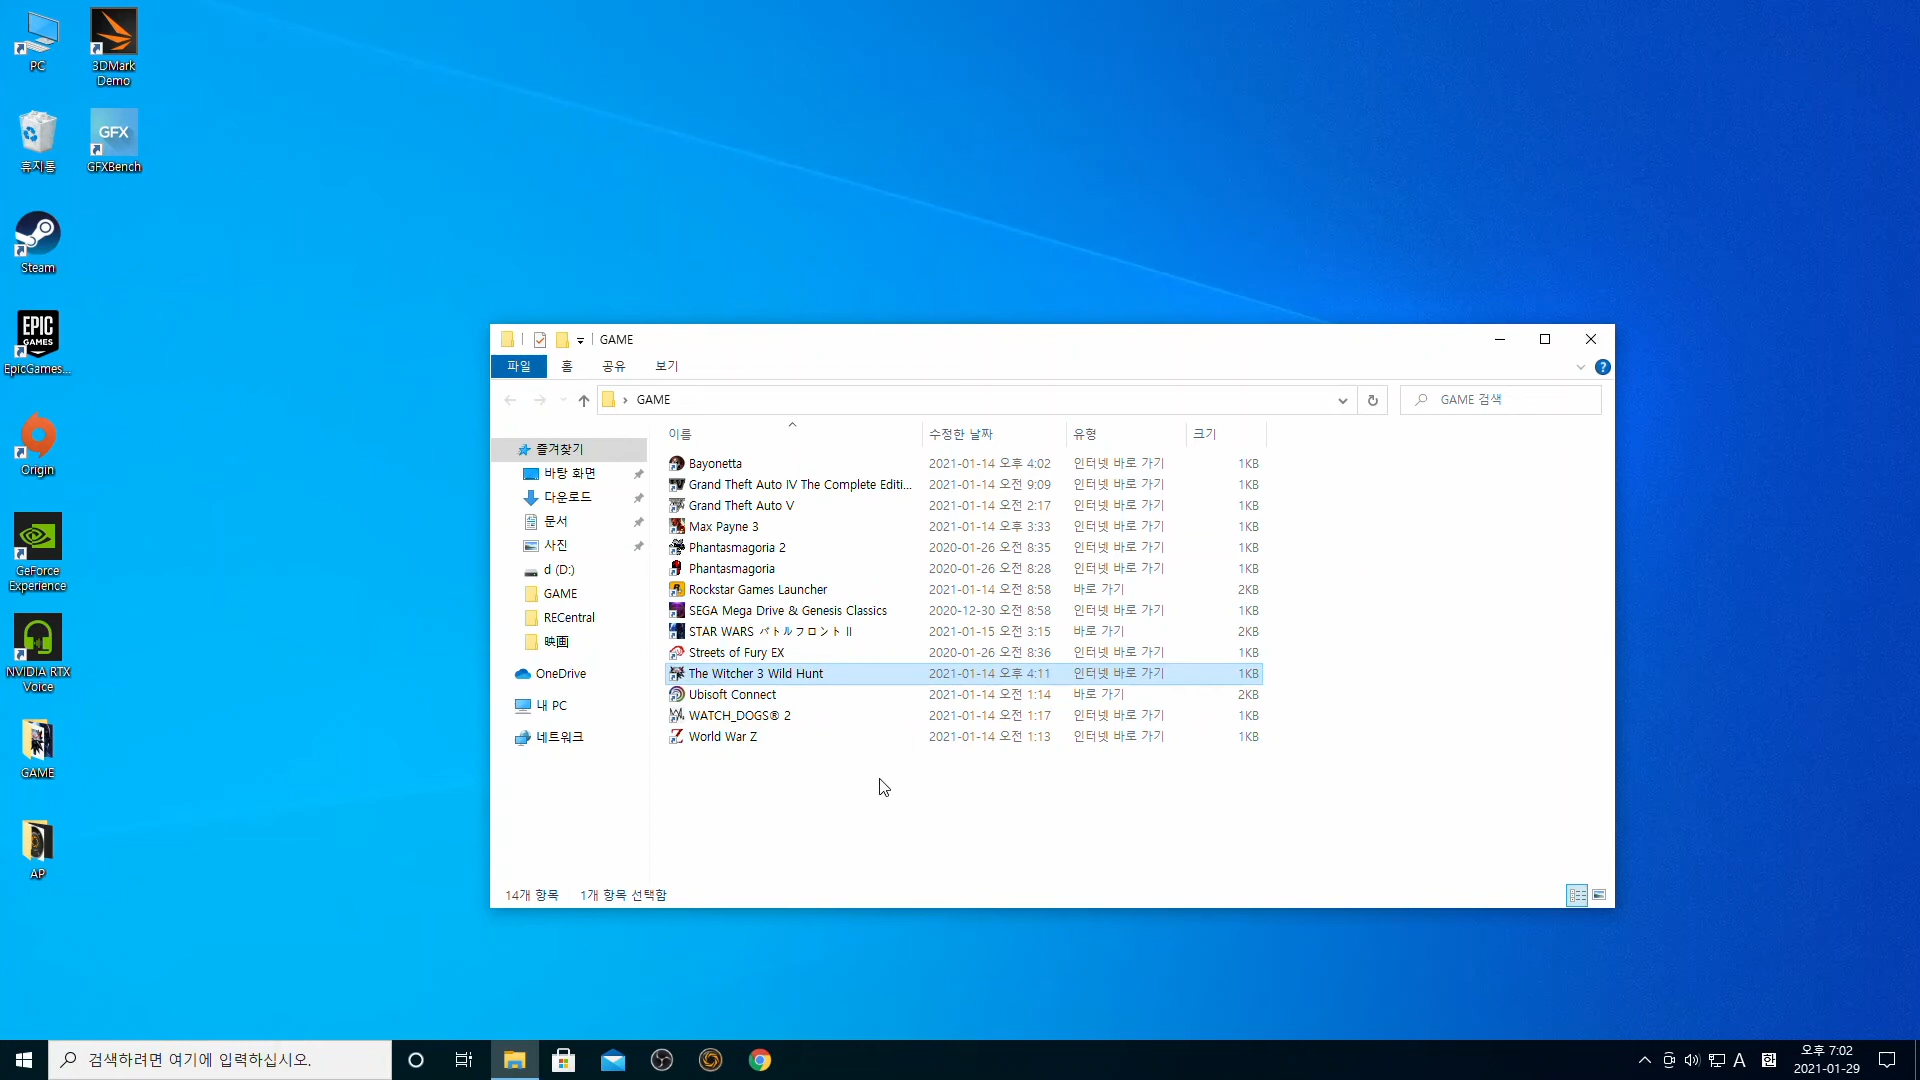 PC
3DMark
Demo
휴지통
GFX
GFXBench
Steam
EPIC
GAMES
EpicGames...
Origin
GeForce
Experience
NVIDIA RTX
Voice
GAME
AP
GAME
파일 홈 공유 보기
GAME
GAME 검색
이름 수정한 날짜 유형 크기
즐겨찾기
바탕 화면
다운로드
문서
사진
d (D:)
GAME
RECentral
映画
OneDrive
내 PC
네트워크
Bayonetta 2021-01-14 오후 4:02 인터넷 바로 가기 1KB
Grand Theft Auto IV The Complete Editi... 2021-01-14 오전 9:09 인터넷 바로 가기 1KB
Grand Theft Auto V 2021-01-14 오전 2:17 인터넷 바로 가기 1KB
Max Payne 3 2021-01-14 오후 3:33 인터넷 바로 가기 1KB
Phantasmagoria 2 2020-01-26 오전 8:35 인터넷 바로 가기 1KB
Phantasmagoria 2020-01-26 오전 8:28 인터넷 바로 가기 1KB
Rockstar Games Launcher 2021-01-14 오전 8:58 바로 가기 2KB
SEGA Mega Drive & Genesis Classics 2020-12-30 오전 8:58 인터넷 바로 가기 1KB
STAR WARS バトルフロント II 2021-01-15 오전 3:15 바로 가기 2KB
Streets of Fury EX 2020-01-26 오전 8:36 인터넷 바로 가기 1KB
The Witcher 3 Wild Hunt 2021-01-14 오후 4:11 인터넷 바로 가기 1KB
Ubisoft Connect 2021-01-14 오전 1:14 바로 가기 2KB
WATCH_DOGS® 2 2021-01-14 오전 1:17 인터넷 바로 가기 1KB
World War Z 2021-01-14 오전 1:13 인터넷 바로 가기 1KB
14개 항목 1개 항목 선택함
검색하려면 여기에 입력하십시오.
A 한
오후 7:02
2021-01-29